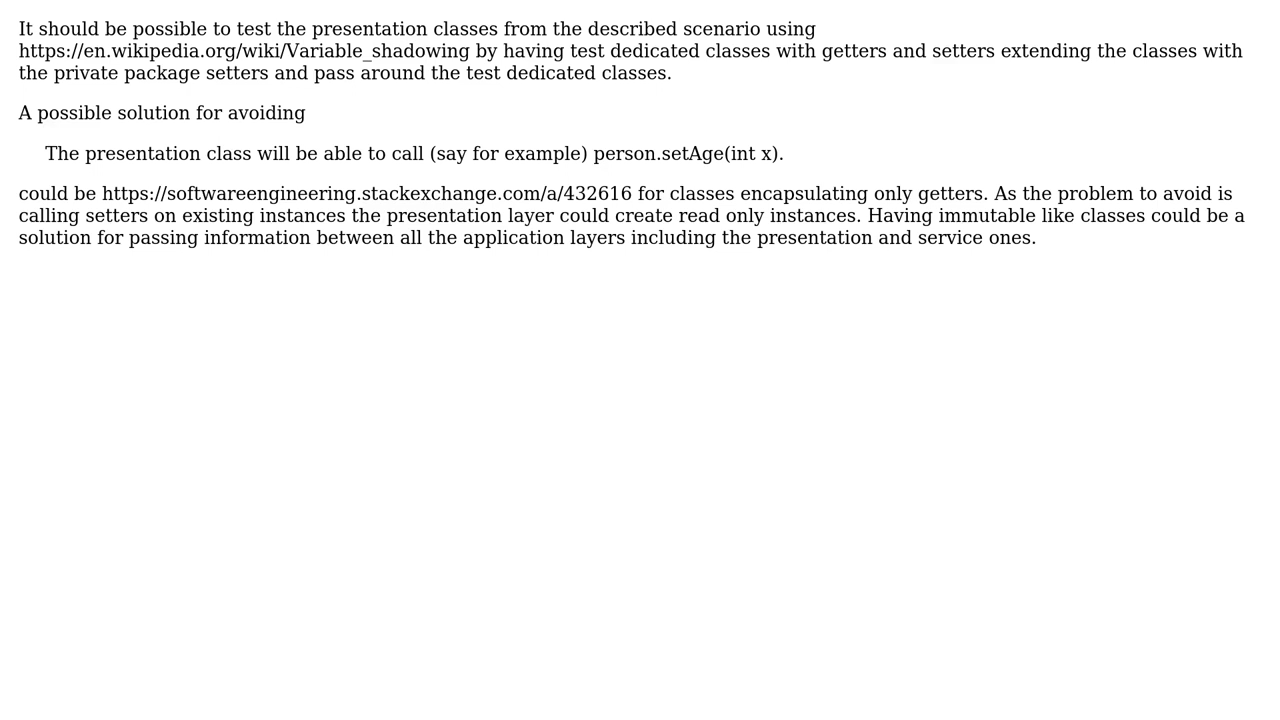 It should be possible to test the presentation classes from the described scenario using
https://en.wikipedia.org/wiki/Variable_shadowing by having test dedicated classes with getters and setters extending the classes with
the private package setters and pass around the test dedicated classes.
A possible solution for avoiding
The presentation class will be able to call (say for example) person.setAge(int x).
could be https://softwareengineering.stackexchange.com/a/432616 for classes encapsulating only getters. As the problem to avoid is
calling setters on existing instances the presentation layer could create read only instances. Having immutable like classes could be a
solution for passing information between all the application layers including the presentation and service ones.